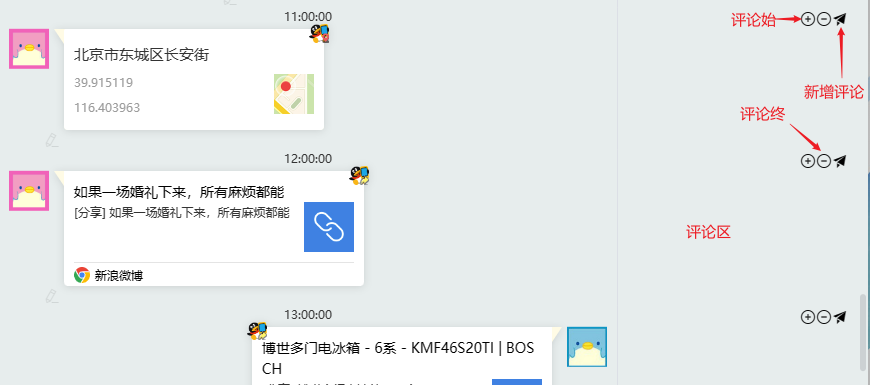 11:00:00
评论始
北京市东城区长安街
39.915119
116.403963
新增评论
评论终
12:00:00
如果一场婚礼下来，所有麻烦都能
[分享] 如果一场婚礼下来，所有麻烦都能
评论区
新浪微博
13:00:00
博世多门电冰箱 - 6系 - KMF46S20TI | BOS
CH